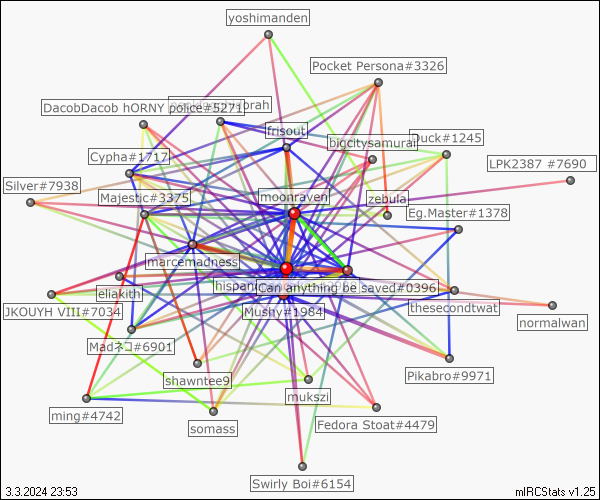 yoshimanden
Pocket Persona#3326
DacobDacob hORNY police#5271
frisout
bigcitysamurai
Duck#1245
Cypha#1717
LPK2387 #7690
Silver#7938
Majestic#3375
moonraven
zebula
Eg.Master#1378
marcemadness
hispanic
Can anything be saved#0396
eliakith
JKOUYH VIII#7034
Mushy#1984
thesecondtwat
normalwan
Madネコ#6901
shawntee9
Pikabro#9971
mukszi
ming#4742
somass
Fedora Stoat#4479
Swirly Boi#6154
3.3.2024 23:53
mIRCStats v1.25